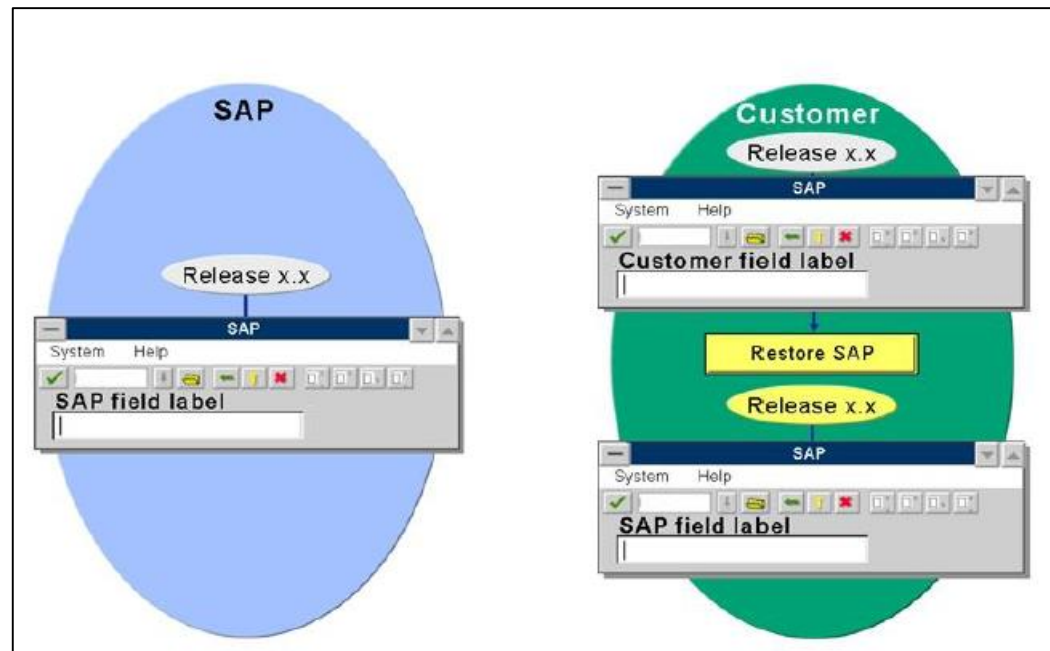 SAP
Release x.x
SAP
System Help
SAP field label
Customer
Release x.x
SAP
System Help
Customer field label
Restore SAP
Release x.x
SAP
System Help
SAP field label